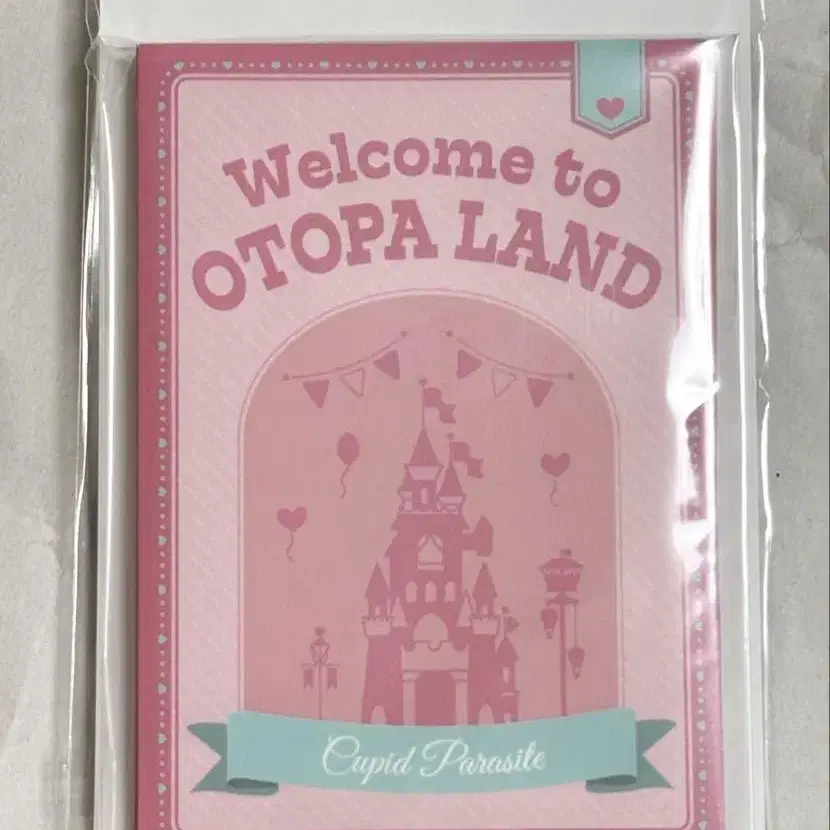 Welcome to
OTOPA LAND
Cupid Parasite